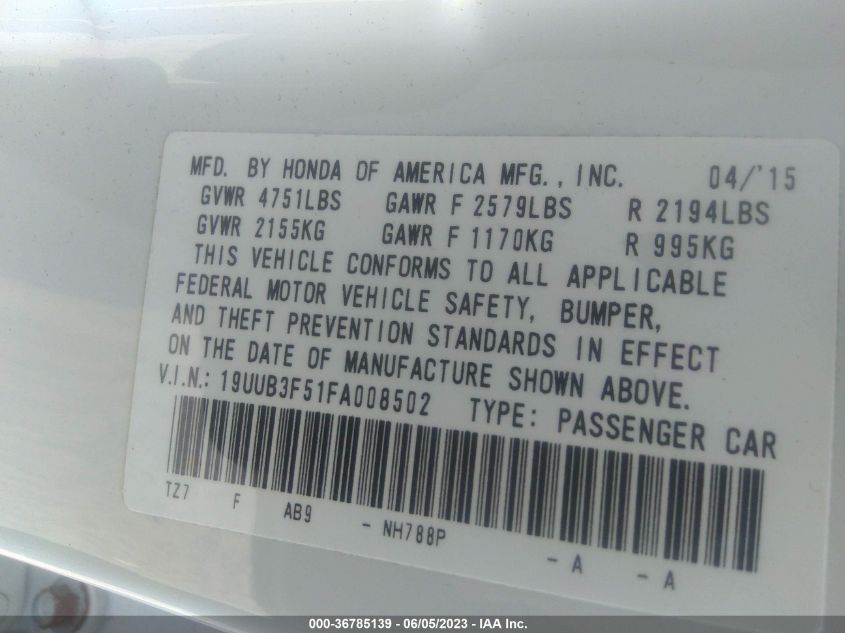 MFD. BY HONDA OF AMERICA MFG., INC. 04/'15
GVWR 4751LBS GAWR F 2579LBS R 2194LBS
GVWR 2155KG GAWR F 1170KG R 995KG
THIS VEHICLE CONFORMS TO ALL APPLICABLE
FEDERAL MOTOR VEHICLE SAFETY, BUMPER,
AND THEFT PREVENTION STANDARDS IN EFFECT
ON THE DATE OF MANUFACTURE SHOWN ABOVE.
V.I.N.: 19UUB3F51FA008502 TYPE: PASSENGER CAR
TZ7 F AB9 - NH788P - A - A
000-36785139 - 06/05/2023 - IAA Inc.